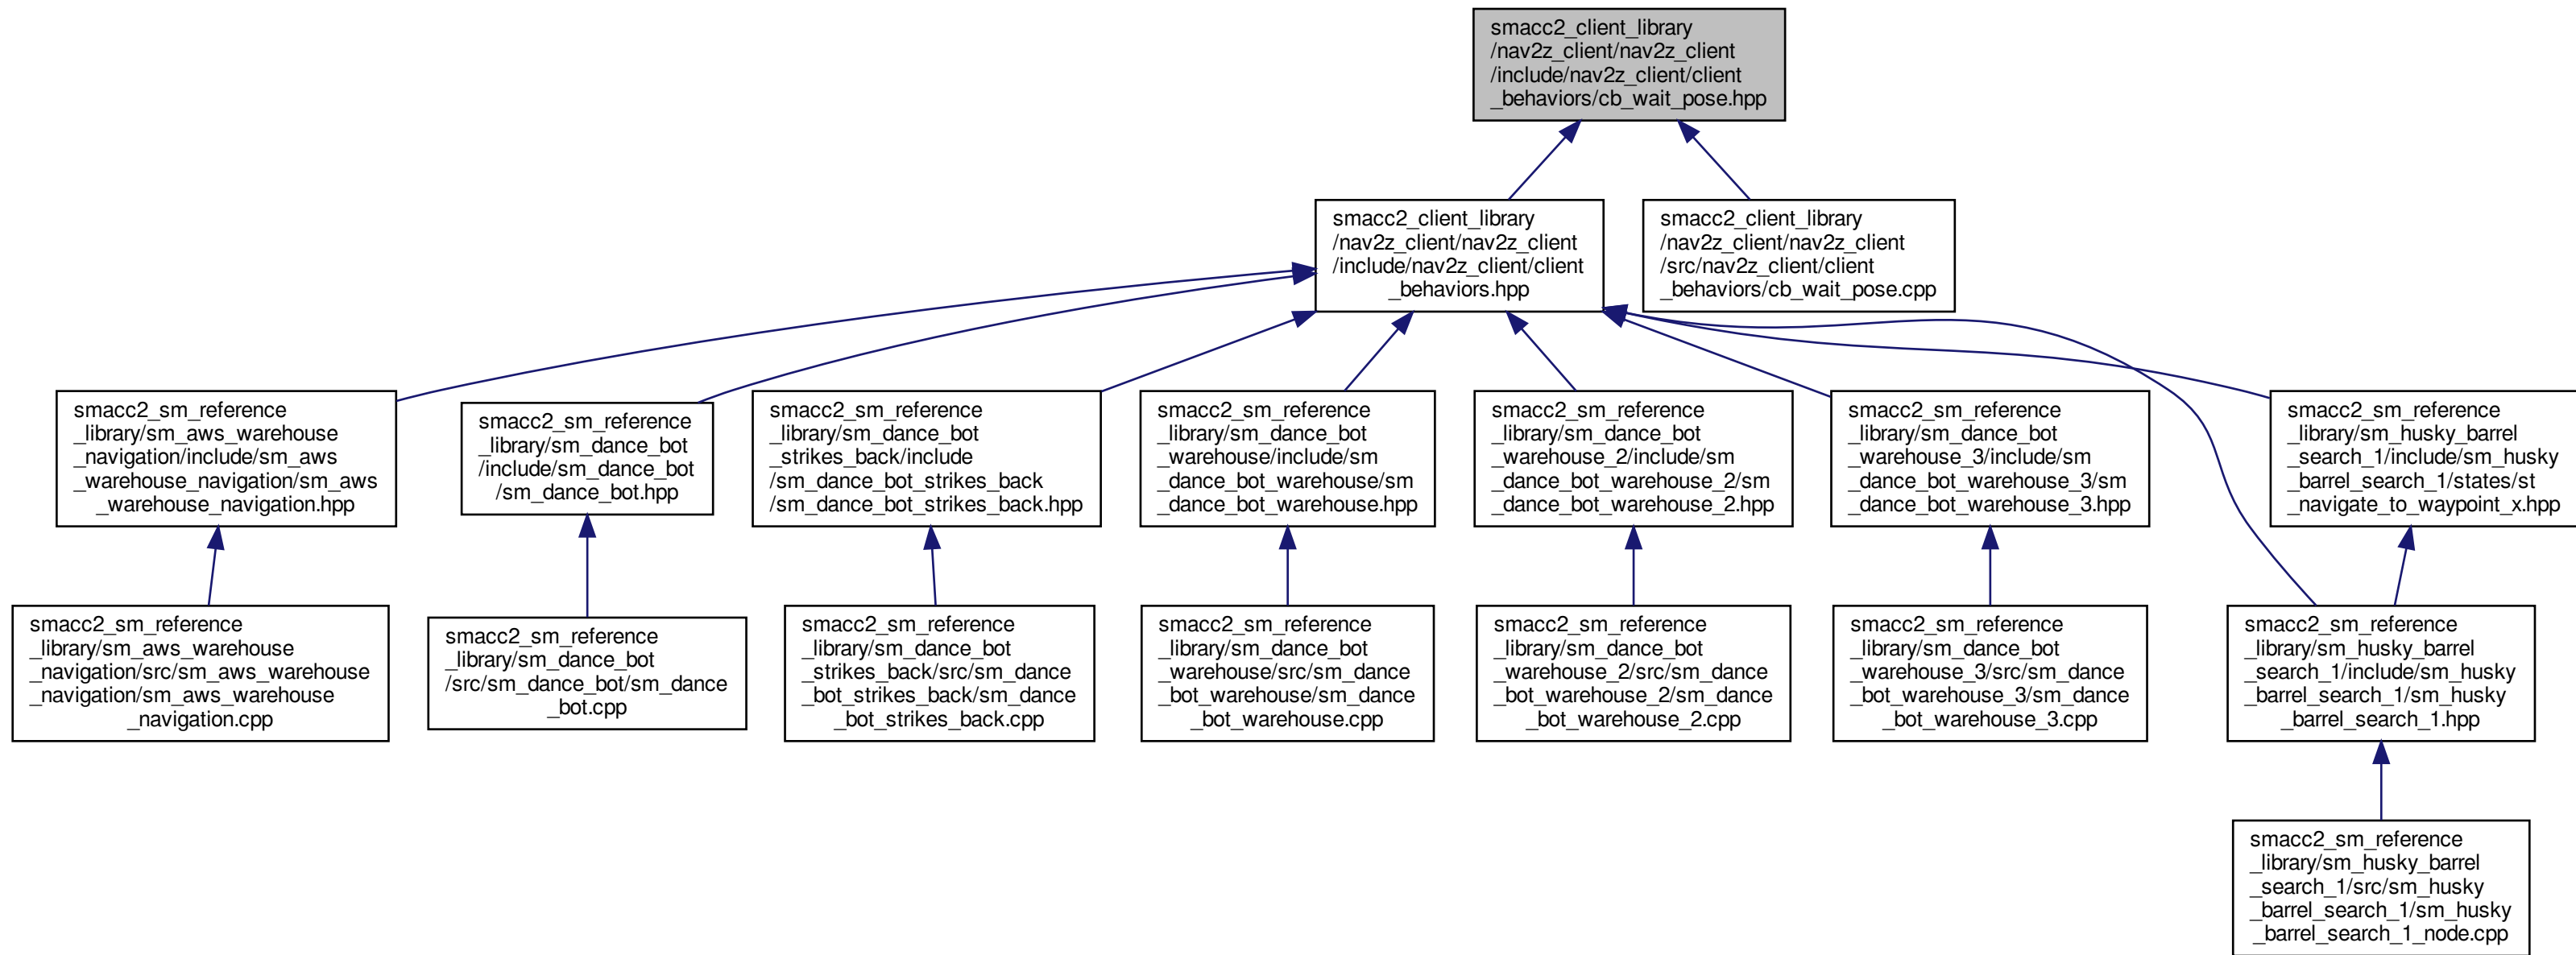 smacc2_client_library
/nav2z_client/nav2z_client
/include/nav2z_client/client
_behaviors/cb_wait_pose.hpp
smacc2_client_library
/nav2z_client/nav2z_client
/include/nav2z_client/client
_behaviors.hpp
smacc2_client_library
/nav2z_client/nav2z_client
/src/nav2z_client/client
_behaviors/cb_wait_pose.cpp
smacc2_sm_reference
_library/sm_aws_warehouse
_navigation/include/sm_aws
_warehouse_navigation/sm_aws
_warehouse_navigation.hpp
smacc2_sm_reference
_library/sm_dance_bot
/include/sm_dance_bot
/sm_dance_bot.hpp
smacc2_sm_reference
_library/sm_dance_bot
_strikes_back/include
/sm_dance_bot_strikes_back
/sm_dance_bot_strikes_back.hpp
smacc2_sm_reference
_library/sm_dance_bot
_warehouse/include/sm
_dance_bot_warehouse/sm
_dance_bot_warehouse.hpp
smacc2_sm_reference
_library/sm_dance_bot
_warehouse_2/include/sm
_dance_bot_warehouse_2/sm
_dance_bot_warehouse_2.hpp
smacc2_sm_reference
_library/sm_dance_bot
_warehouse_3/include/sm
_dance_bot_warehouse_3/sm
_dance_bot_warehouse_3.hpp
smacc2_sm_reference
_library/sm_husky_barrel
_search_1/include/sm_husky
_barrel_search_1/states/st
_navigate_to_waypoint_x.hpp
smacc2_sm_reference
_library/sm_aws_warehouse
_navigation/src/sm_aws_warehouse
_navigation/sm_aws_warehouse
_navigation.cpp
smacc2_sm_reference
_library/sm_dance_bot
/src/sm_dance_bot/sm_dance
_bot.cpp
smacc2_sm_reference
_library/sm_dance_bot
_strikes_back/src/sm_dance
_bot_strikes_back/sm_dance
_bot_strikes_back.cpp
smacc2_sm_reference
_library/sm_dance_bot
_warehouse/src/sm_dance
_bot_warehouse/sm_dance
_bot_warehouse.cpp
smacc2_sm_reference
_library/sm_dance_bot
_warehouse_2/src/sm_dance
_bot_warehouse_2/sm_dance
_bot_warehouse_2.cpp
smacc2_sm_reference
_library/sm_dance_bot
_warehouse_3/src/sm_dance
_bot_warehouse_3/sm_dance
_bot_warehouse_3.cpp
smacc2_sm_reference
_library/sm_husky_barrel
_search_1/include/sm_husky
_barrel_search_1/sm_husky
_barrel_search_1.hpp
smacc2_sm_reference
_library/sm_husky_barrel
_search_1/src/sm_husky
_barrel_search_1/sm_husky
_barrel_search_1_node.cpp